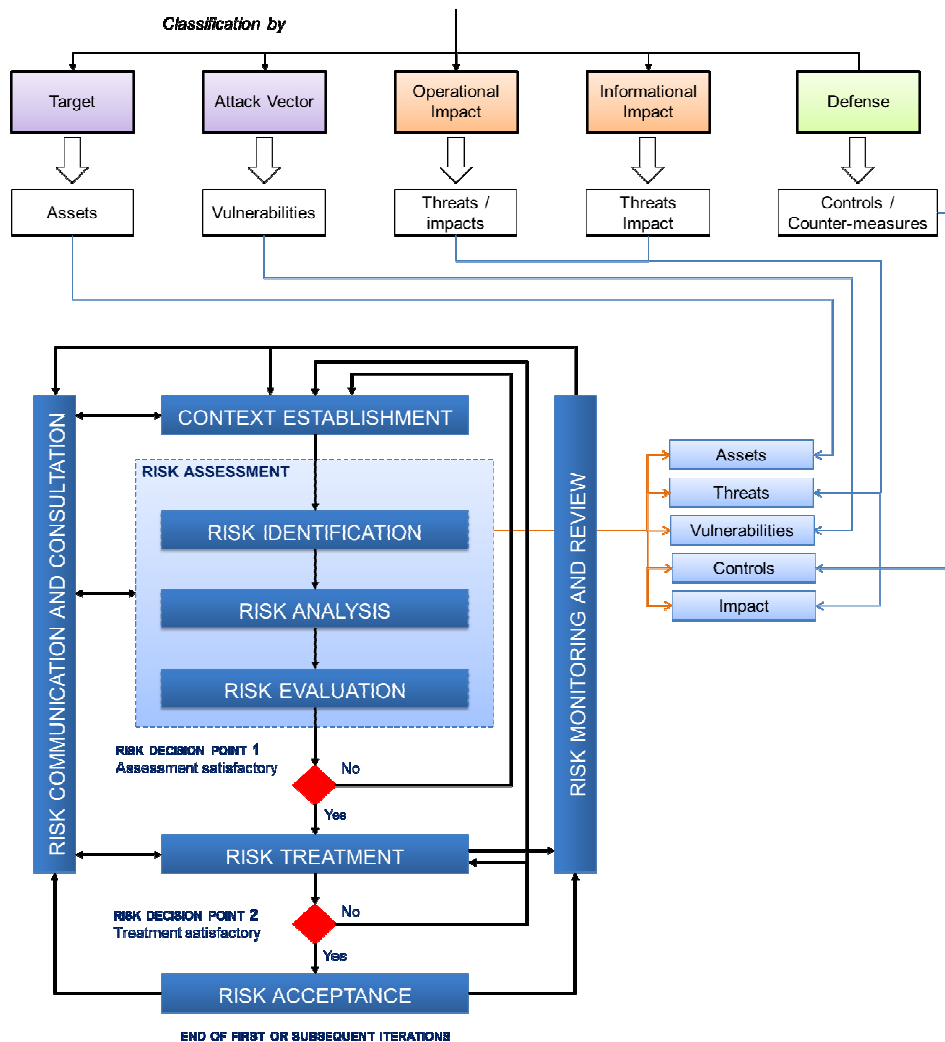 Classification by
Target
Attack Vector
Operational
Impact
Informational
Impact
Defense
Assets
Vulnerabilities
Threats /
impacts
Threats
Impact
Controls /
Counter-measures
RISK COMMUNICATION AND CONSULTATION
CONTEXT ESTABLISHMENT
RISK ASSESSMENT
RISK IDENTIFICATION
RISK ANALYSIS
RISK EVALUATION
RISK MONITORING AND REVIEW
Assets
Threats
Vulnerabilities
Controls
Impact
RISK DECISION POINT 1
Assessment satisfactory
No
Yes
RISK TREATMENT
RISK DECISION POINT 2
Treatment satisfactory
No
Yes
RISK ACCEPTANCE
END OF FIRST OR SUBSEQUENT ITERATIONS